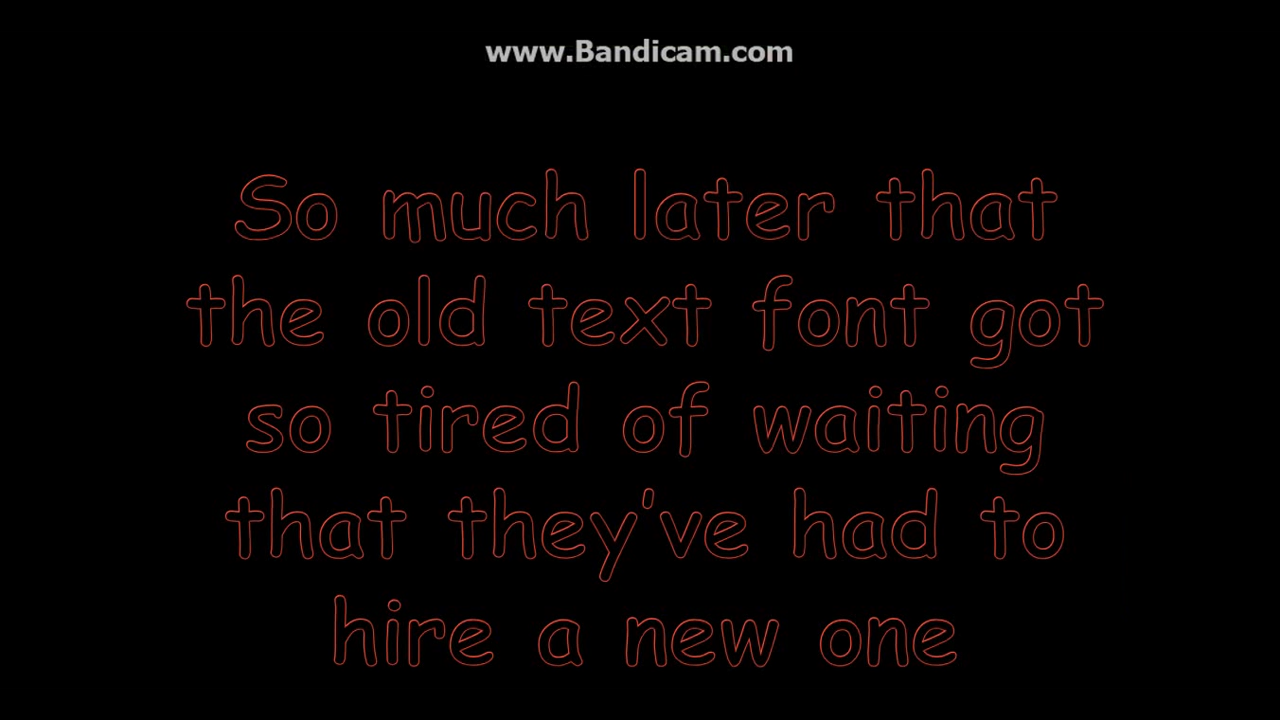 www.Bandicam.com
So much later that
the old text font got
so tired of waiting
that they've had to
hire a new one